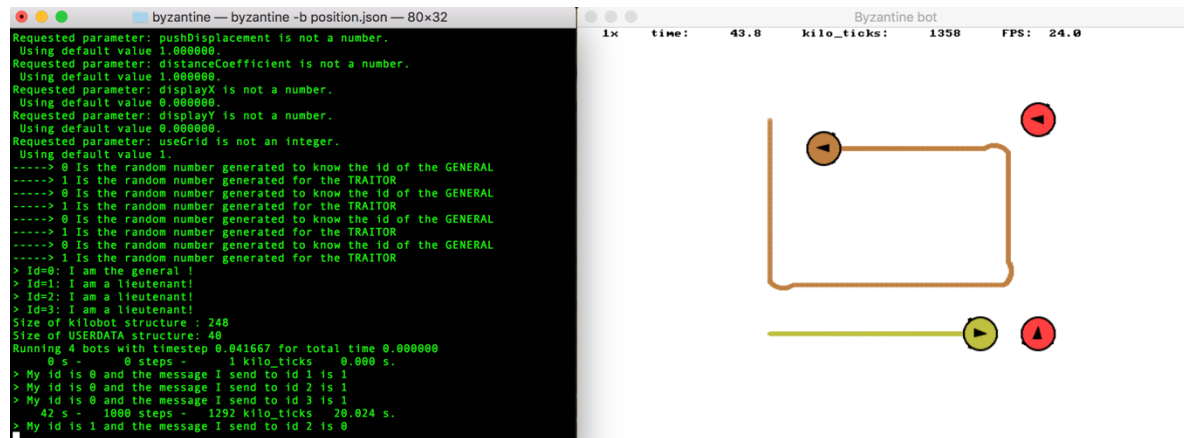 byzantine — byzantine -b position.json — 80×32
Requested parameter: pushDisplacement is not a number.
Using default value 1.000000.
Requested parameter: distanceCoefficient is not a number.
Using default value 1.000000.
Requested parameter: displayX is not a number.
Using default value 0.000000.
Requested parameter: displayY is not a number.
Using default value 0.000000.
Requested parameter: useGrid is not an integer.
Using default value 1.
-----> 0 Is the random number generated to know the id of the GENERAL
-----> 1 Is the random number generated for the TRAITOR
-----> 0 Is the random number generated to know the id of the GENERAL
-----> 1 Is the random number generated for the TRAITOR
-----> 0 Is the random number generated to know the id of the GENERAL
-----> 1 Is the random number generated for the TRAITOR
-----> 0 Is the random number generated to know the id of the GENERAL
-----> 1 Is the random number generated for the TRAITOR
> Id=0: I am the general !
> Id=1: I am a lieutenant!
> Id=2: I am a lieutenant!
> Id=3: I am a lieutenant!
Size of kilobot structure : 248
Size of USERDATA structure: 40
Running 4 bots with timestep 0.041667 for total time 0.000000
0 s - 0 steps - 1 kilo_ticks 0.000 s.
> My id is 0 and the message I send to id 1 is 1
> My id is 0 and the message I send to id 2 is 1
> My id is 0 and the message I send to id 3 is 1
42 s - 1000 steps - 1292 kilo_ticks 20.024 s.
> My id is 1 and the message I send to id 2 is 0
Byzantine bot
1x time: 43.8 kilo_ticks: 1358 FPS: 24.0